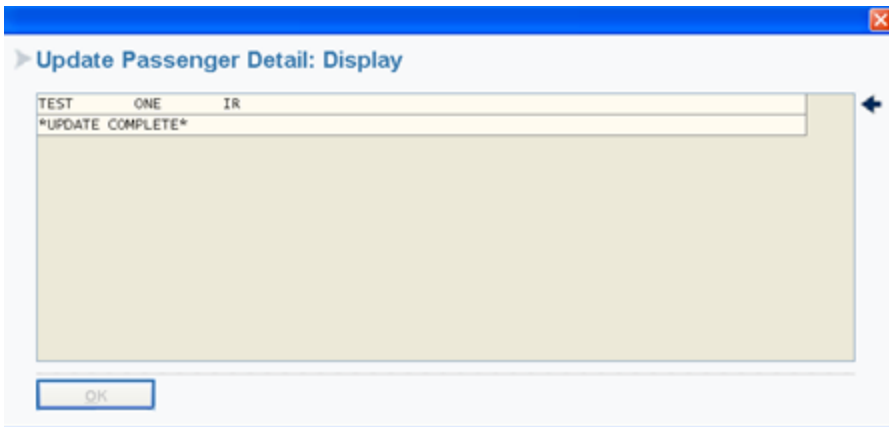 Update Passenger Detail: Display
TEST ONE IR
*UPDATE COMPLETE*
OK